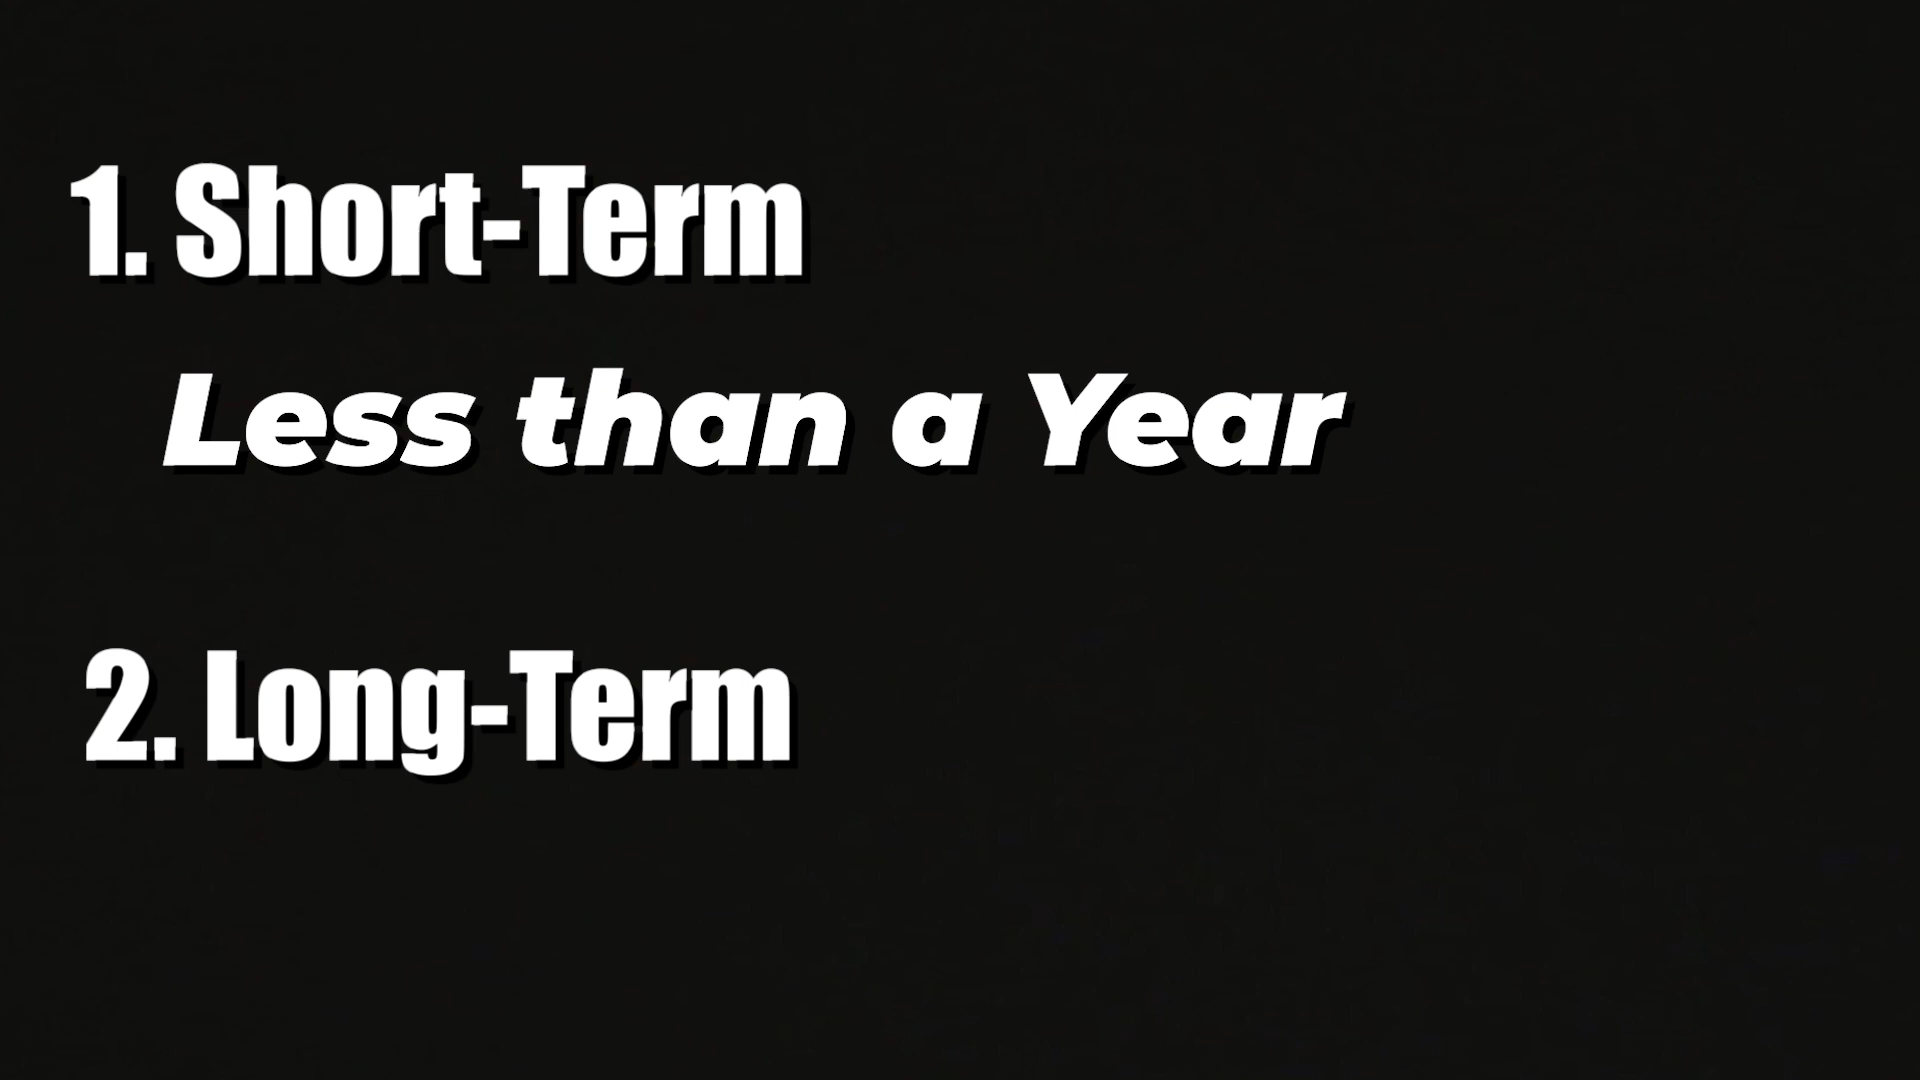 1. Short-Term
Less than a Year
2. Long-Term